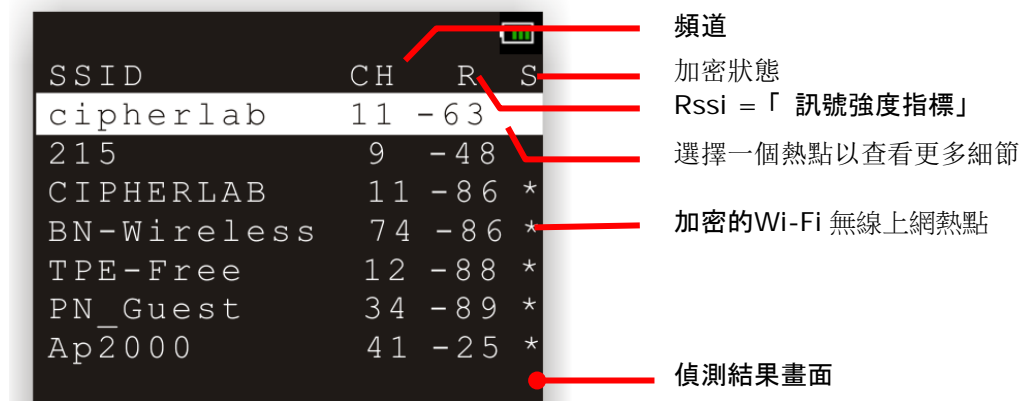 SSID CH R S
cipherlab 11 -63
215 9 -48
CIPHERLAB 11 -86 *
BN-Wireless 74 -86 *
TPE-Free 12 -88 *
PN_Guest 34 -89 *
Ap2000 41 -25 *
頻道
加密狀態
Rssi =「 訊號強度指標」
選擇一個熱點以查看更多細節
加密的Wi-Fi 無線上網熱點
偵測結果畫面